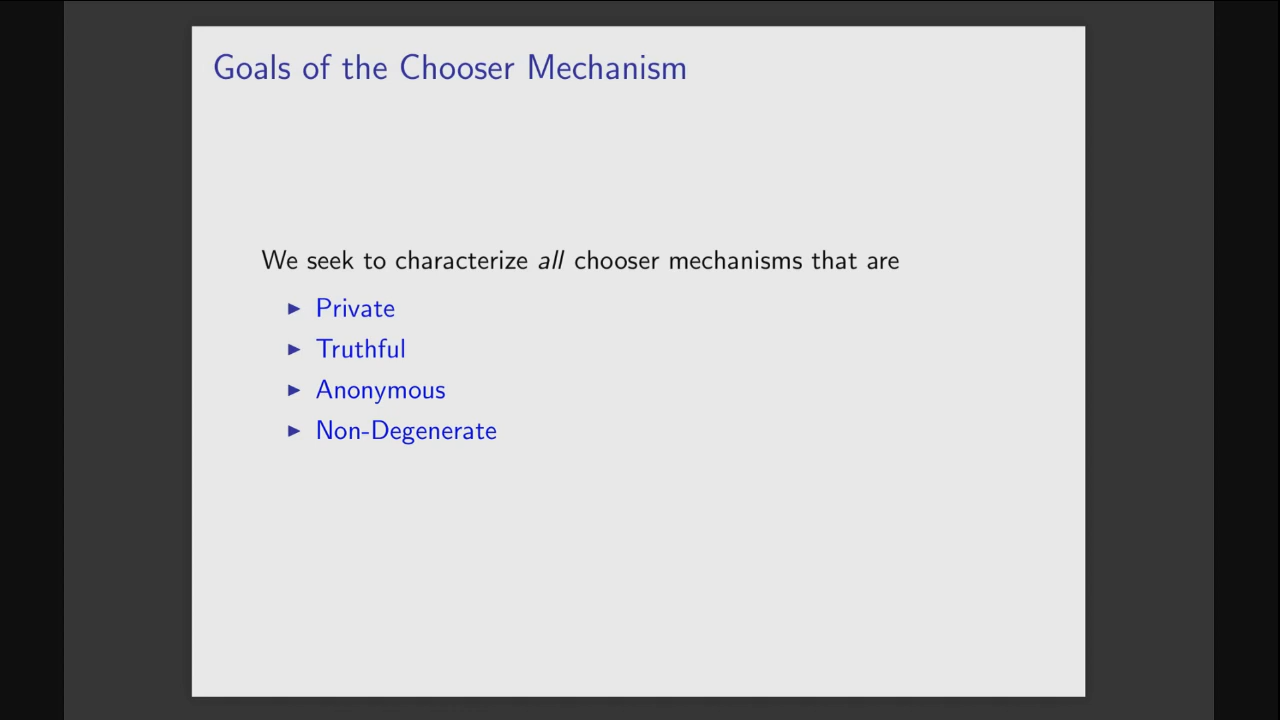 Goals of the Chooser Mechanism
We seek to characterize all chooser mechanisms that are
▶ Private
▶ Truthful
▶ Anonymous
▶ Non-Degenerate